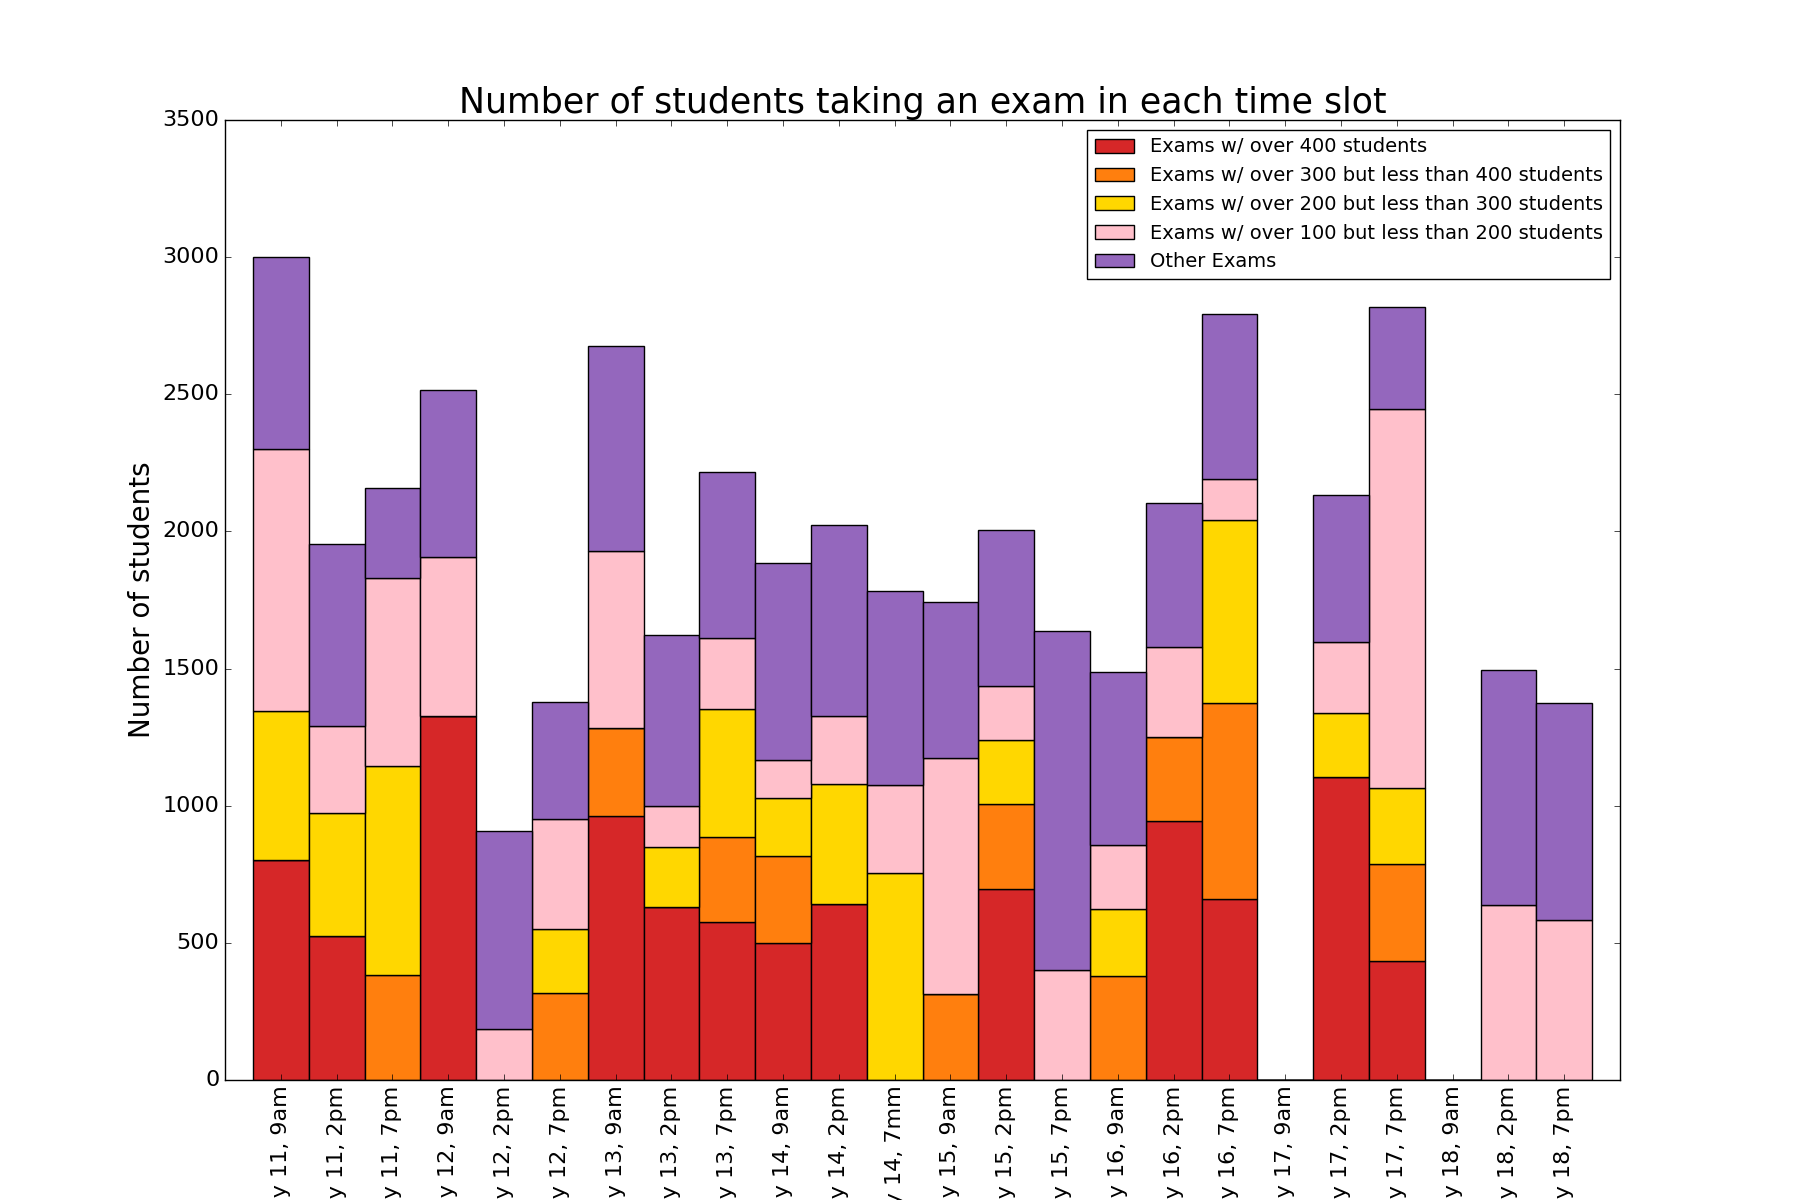 Number of students taking an exam in each time slot
Exams w/ over 400 students
Exams w/ over 300 but less than 400 students
Exams w/ over 200 but less than 300 students
Exams w/ over 100 but less than 200 students
Other Exams
Number of students
3500
3000
2500
2000
1500
1000
500
0
y 11, 9am
y 11, 2pm
y 11, 7pm
y 12, 9am
y 12, 2pm
y 12, 7pm
y 13, 9am
y 13, 2pm
y 13, 7pm
y 14, 9am
y 14, 2pm
y 14, 7mm
y 15, 9am
y 15, 2pm
y 15, 7pm
y 16, 9am
y 16, 2pm
y 16, 7pm
y 17, 9am
y 17, 2pm
y 17, 7pm
y 18, 9am
y 18, 2pm
y 18, 7pm